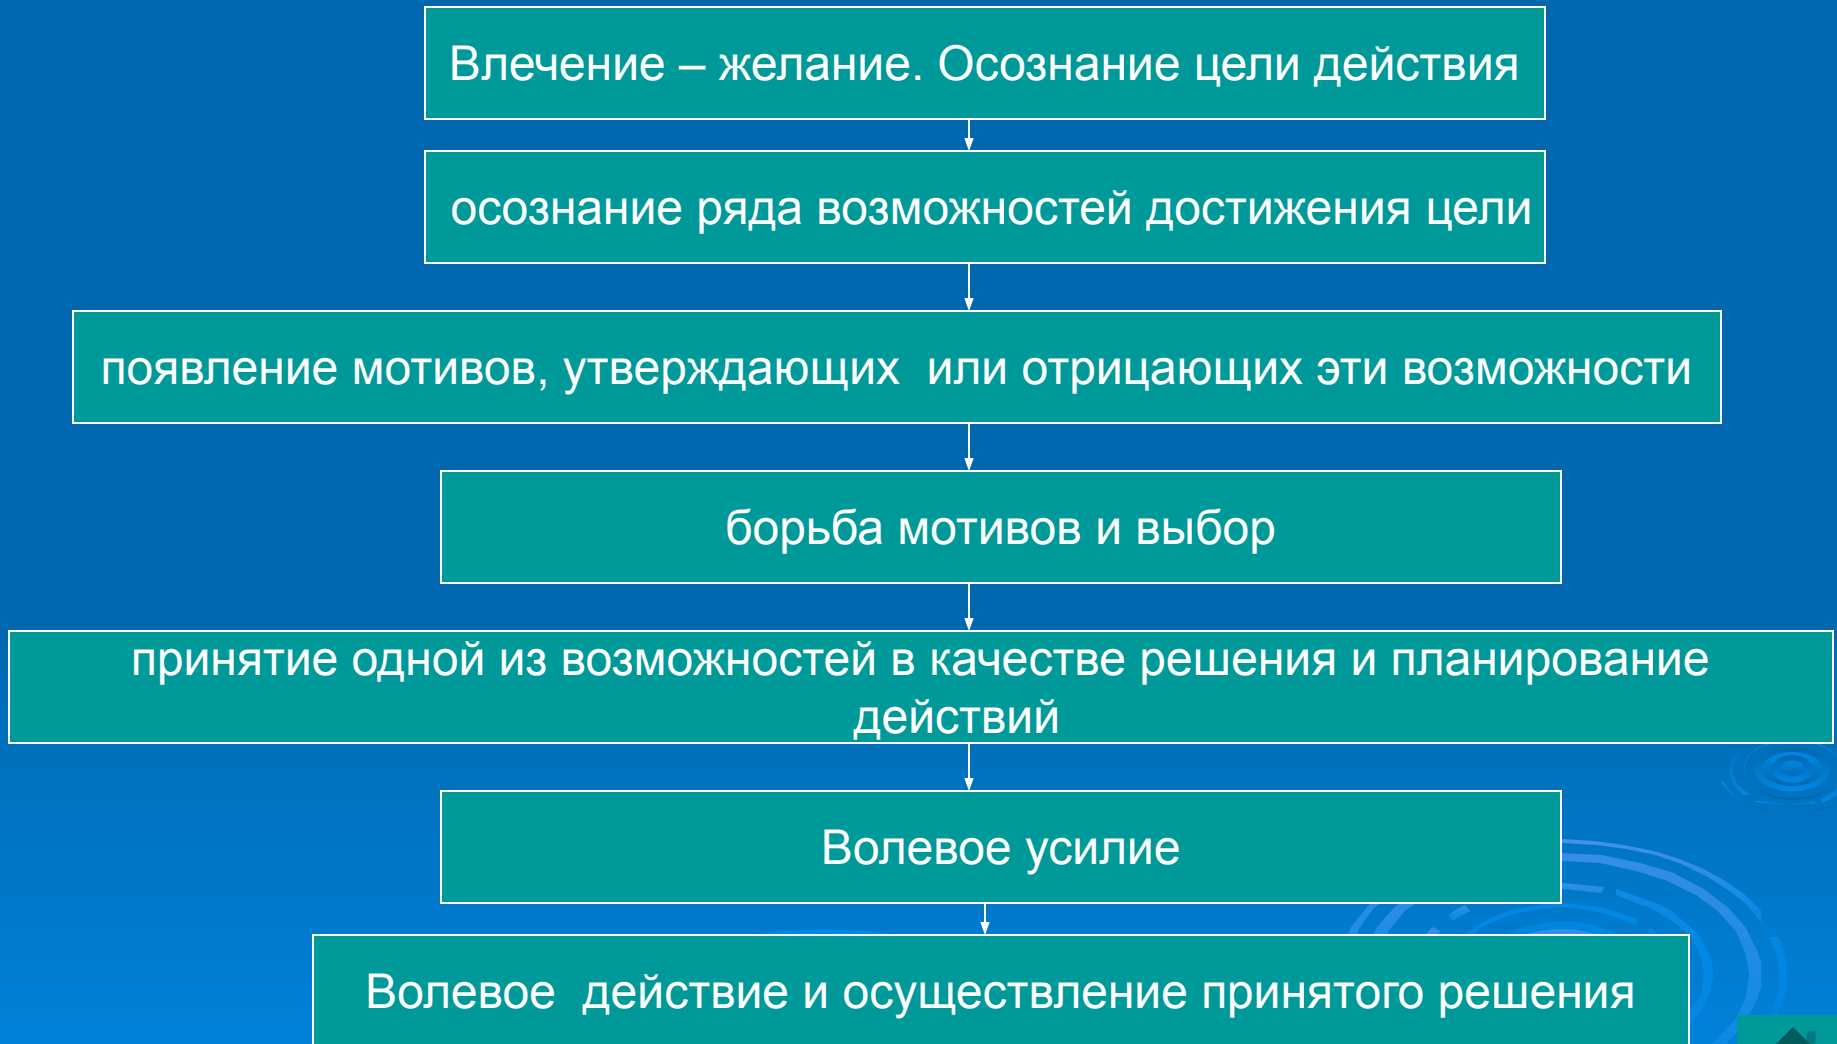 Влечение – желание. Осознание цели действия
осознание ряда возможностей достижения цели
появление мотивов, утверждающих  или отрицающих эти возможности
борьба мотивов и выбор
принятие одной из возможностей в качестве решения и планирование
действий
Волевое усилие
Волевое  действие и осуществление принятого решения